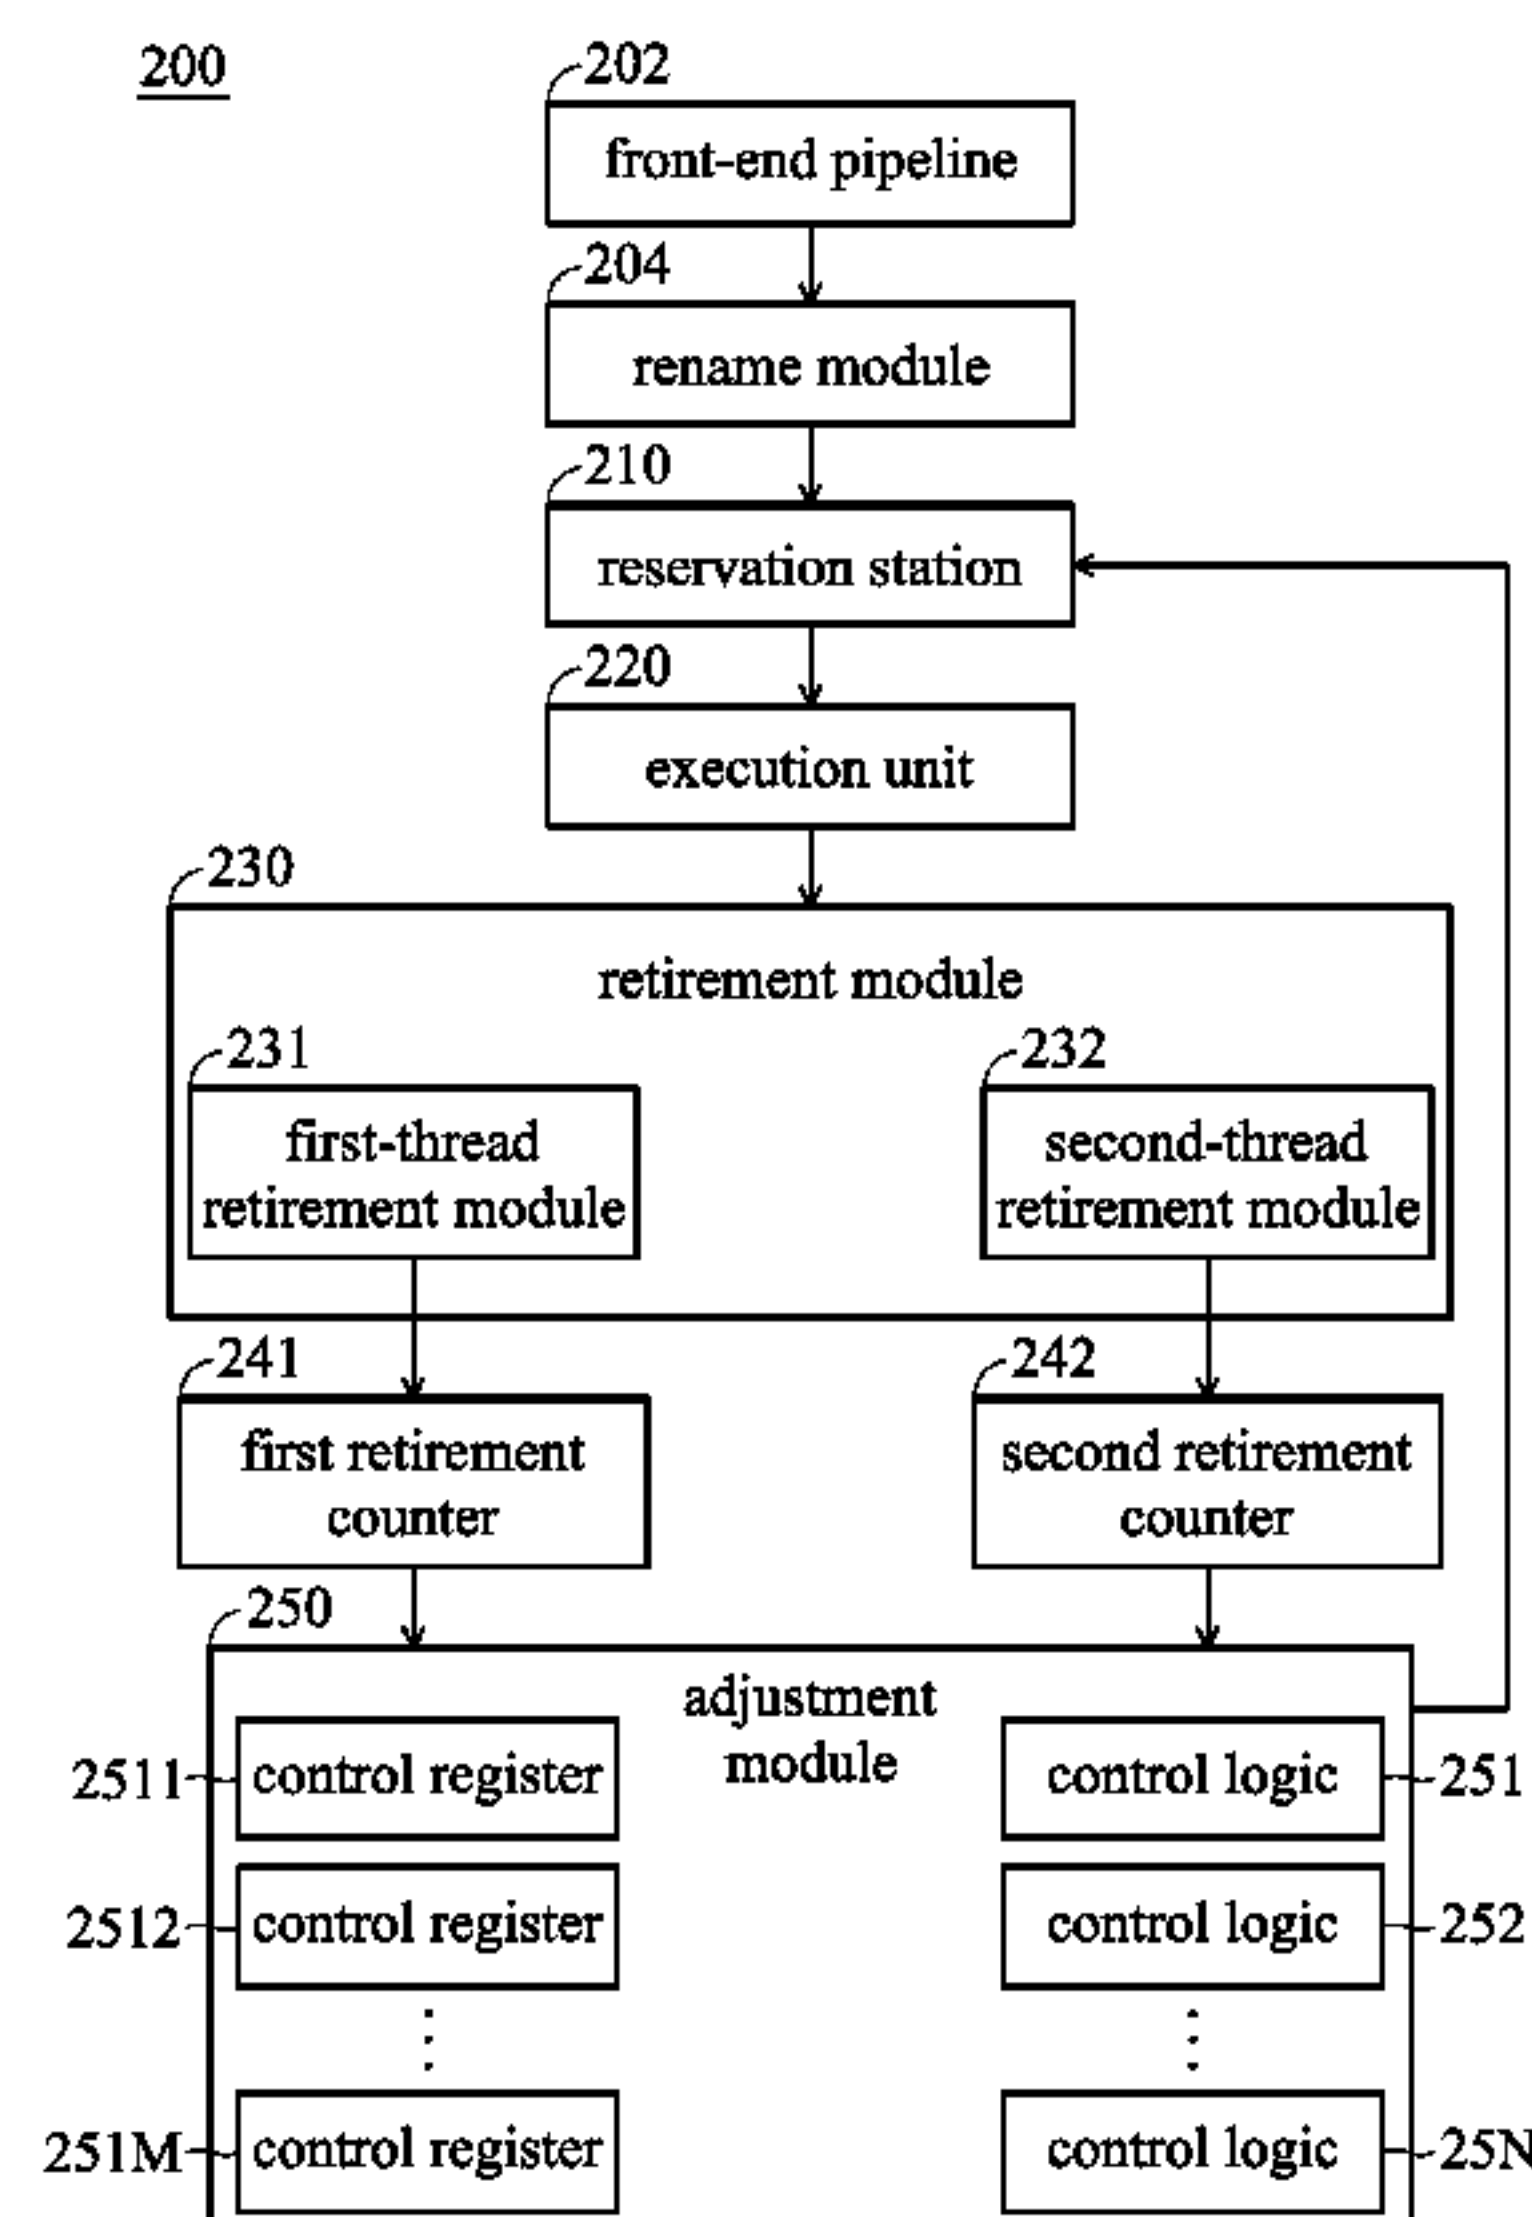 200
202
front-end pipeline
204
rename module
210
reservation station
220
execution unit
230
retirement module
231
first-thread
retirement module
232
second-thread
retirement module
241
first retirement
counter
242
second retirement
counter
250
adjustment
module
2511
control register
control logic
251
2512
control register
control logic
252
251M
control register
control logic
25N